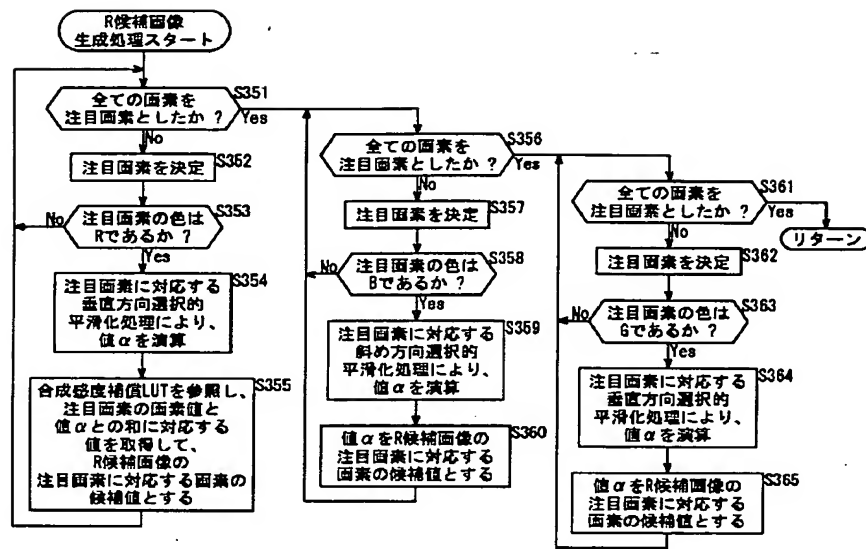 R候補画像
生成処理スタート
S351
全ての画素を
注目画素としたか ?
Yes
No
S352
注目画素を決定
S353
No
注目画素の色は
Rであるか ?
Yes
S354
注目画素に対応する
垂直方向選択的
平滑化処理により、
値αを演算
S355
合成感度補償LUTを参照し、
注目画素の画素値と
値αとの和に対応する
値を取得して、
R候補画像の
注目画素に対応する画素の
候補値とする
S356
全ての画素を
注目画素としたか ?
Yes
No
S357
注目画素を決定
S358
No
注目画素の色は
Bであるか ?
Yes
S359
注目画素に対応する
斜め方向選択的
平滑化処理により、
値αを演算
S360
値αをR候補画像の
注目画素に対応する
画素の候補値とする
S361
全ての画素を
注目画素としたか ?
Yes
リターン
No
S362
注目画素を決定
S363
No
注目画素の色は
Gであるか ?
Yes
S364
注目画素に対応する
垂直方向選択的
平滑化処理により、
値αを演算
S365
値αをR候補画像の
注目画素に対応する
画素の候補値とする